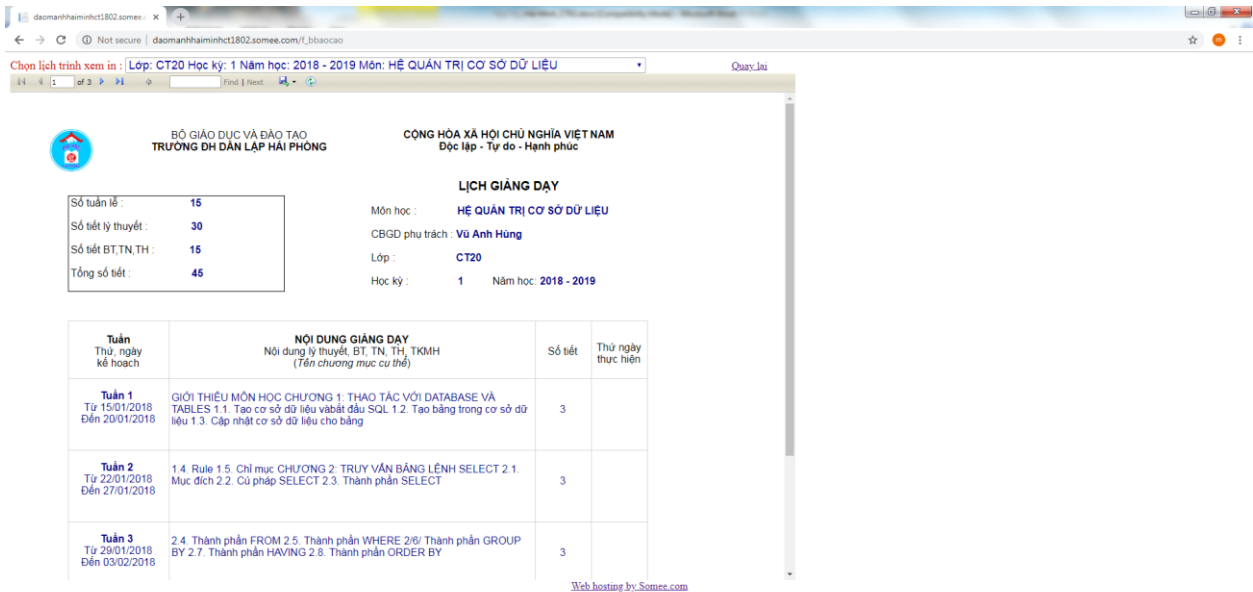 daomanhhaiminhct1802.somee.c
Not secure | daomanhhaiminhct1802.somee.com/f_bbaocao
Chọn lịch trình xem in : Lớp: CT20 Học kỳ: 1 Năm học: 2018 - 2019 Môn: HỆ QUẢN TRỊ CƠ SỞ DỮ LIỆU Quay lại
1 of 3 Find | Next
BỘ GIÁO DỤC VÀ ĐÀO TẠO
TRƯỜNG ĐH DÂN LẬP HẢI PHÒNG
CỘNG HÒA XÃ HỘI CHỦ NGHĨA VIỆT NAM
Độc lập - Tự do - Hạnh phúc
LỊCH GIẢNG DẠY
Số tuần lễ : 15
Số tiết lý thuyết : 30
Số tiết BT,TN,TH : 15
Tổng số tiết : 45
Môn học : HỆ QUẢN TRỊ CƠ SỞ DỮ LIỆU
CBGD phụ trách : Vũ Anh Hùng
Lớp : CT20
Học kỳ : 1 Năm học: 2018 - 2019
Tuần
Thứ, ngày
kế hoạch
NỘI DUNG GIẢNG DẠY
Nội dung lý thuyết, BT, TN, TH, TKMH
(Tên chương mục cụ thể)
Số tiết
Thứ ngày
thực hiện
Tuần 1
Từ 15/01/2018
Đến 20/01/2018
GIỚI THIỆU MÔN HỌC CHƯƠNG 1: THAO TÁC VỚI DATABASE VÀ
TABLES 1.1. Tạo cơ sở dữ liệu vàbắt đầu SQL 1.2. Tạo bảng trong cơ sở dữ
liệu 1.3. Cập nhật cơ sở dữ liệu cho bảng
3
Tuần 2
Từ 22/01/2018
Đến 27/01/2018
1.4. Rule 1.5. Chỉ mục CHƯƠNG 2: TRUY VẤN BẰNG LỆNH SELECT 2.1.
Mục đích 2.2. Cú pháp SELECT 2.3. Thành phần SELECT
3
Tuần 3
Từ 29/01/2018
Đến 03/02/2018
2.4. Thành phần FROM 2.5. Thành phần WHERE 2/6/ Thành phần GROUP
BY 2.7. Thành phần HAVING 2.8. Thành phần ORDER BY
3
Web hosting by Somee.com